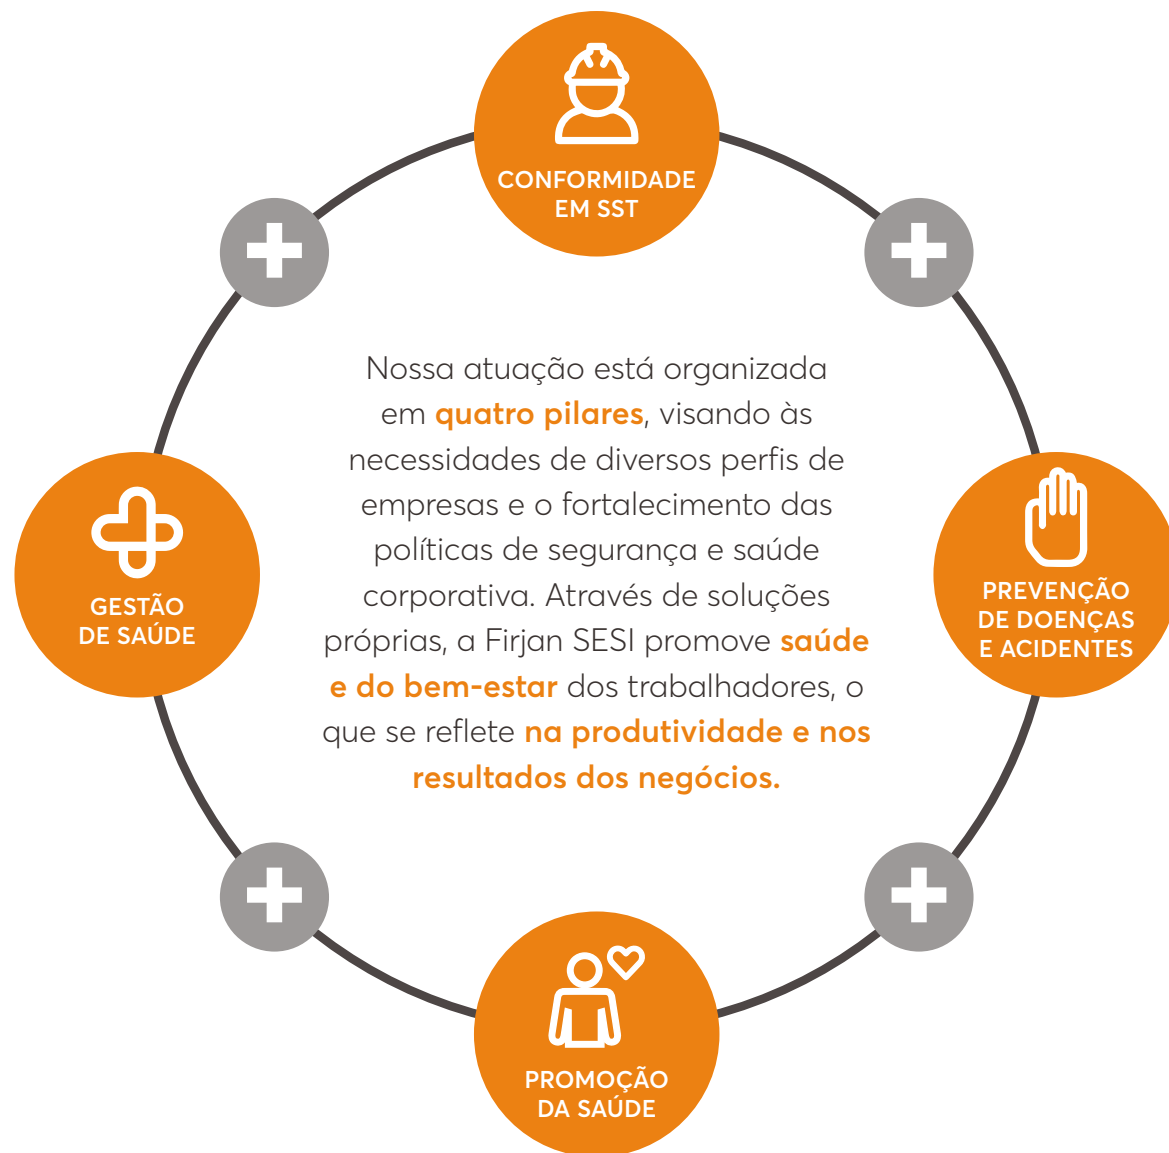 CONFORMIDADE
EM SST
Nossa atuação está organizada
em quatro pilares, visando às
necessidades de diversos perfis de
empresas e o fortalecimento das
políticas de segurança e saúde
corporativa. Através de soluções
próprias, a Firjan SESI promove saúde
e do bem-estar dos trabalhadores, o
que se reflete na produtividade e nos
resultados dos negócios.
GESTÃO
DE SAÚDE
PREVENÇÃO
DE DOENÇAS
E ACIDENTES
PROMOÇÃO
DA SAÚDE